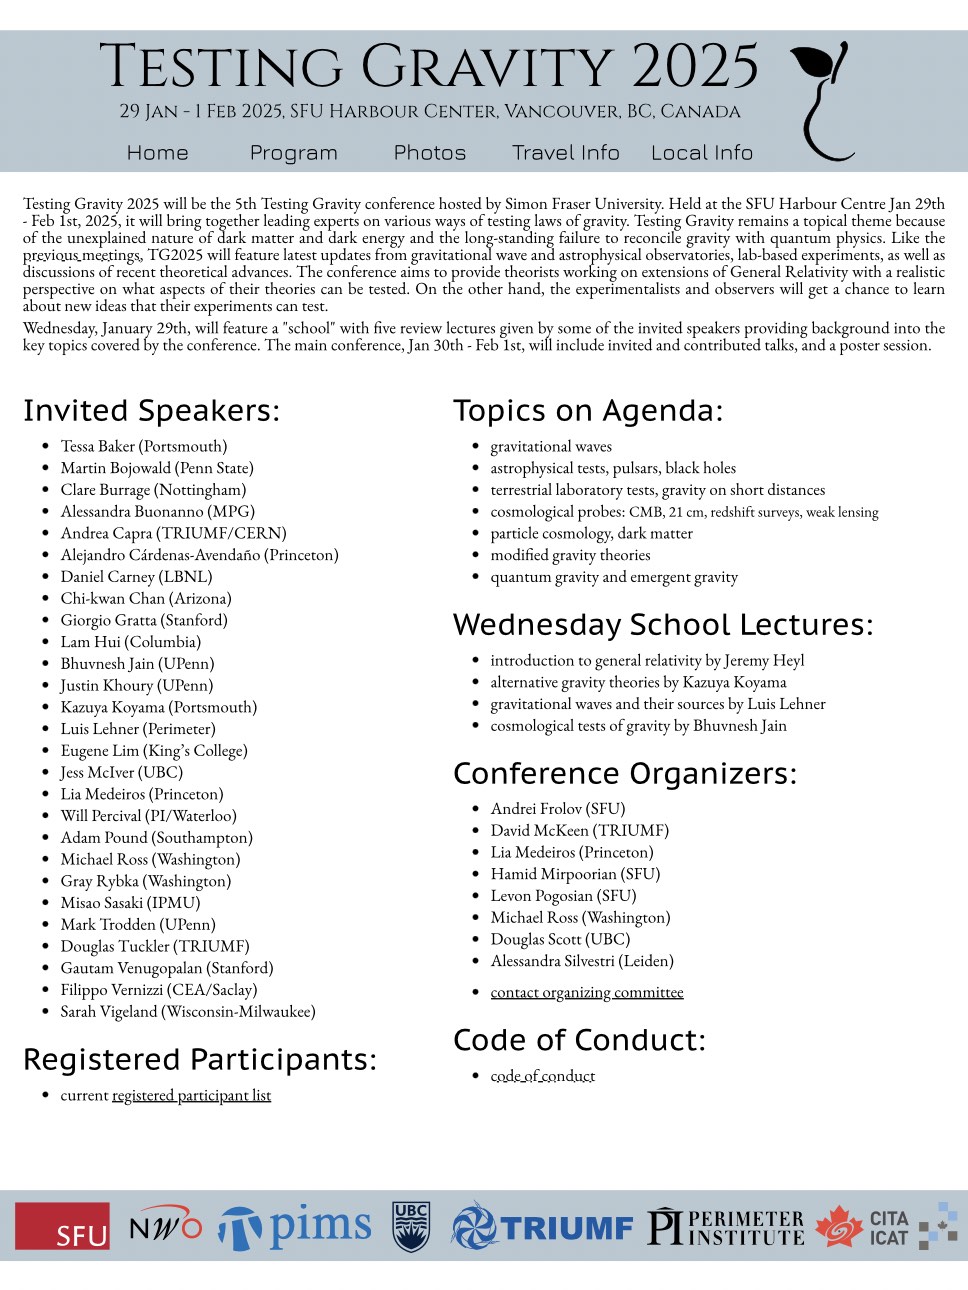 Testing Gravity 2025
29 Jan - 1 Feb 2025, SFU Harbour Center, Vancouver, BC, Canada
Home Program Photos Travel Info Local Info
Testing Gravity 2025 will be the 5th Testing Gravity conference hosted by Simon Fraser University. Held at the SFU Harbour Centre Jan 29th
- Feb 1st, 2025, it will bring together leading experts on various ways of testing laws of gravity. Testing Gravity remains a topical theme because
of the unexplained nature of dark matter and dark energy and the long-standing failure to reconcile gravity with quantum physics. Like the
previous meetings, TG2025 will feature latest updates from gravitational wave and astrophysical observatories, lab-based experiments, as well as
discussions of recent theoretical advances. The conference aims to provide theorists working on extensions of General Relativity with a realistic
perspective on what aspects of their theories can be tested. On the other hand, the experimentalists and observers will get a chance to learn
about new ideas that their experiments can test.
Wednesday, January 29th, will feature a "school" with five review lectures given by some of the invited speakers providing background into the
key topics covered by the conference. The main conference, Jan 30th - Feb 1st, will include invited and contributed talks, and a poster session.
Invited Speakers:
• Tessa Baker (Portsmouth)
• Martin Bojowald (Penn State)
• Clare Burrage (Nottingham)
• Alessandra Buonanno (MPG)
• Andrea Capra (TRIUMF/CERN)
• Alejandro Cárdenas-Avendaño (Princeton)
• Daniel Carney (LBNL)
• Chi-kwan Chan (Arizona)
• Giorgio Gratta (Stanford)
• Lam Hui (Columbia)
• Bhuvnesh Jain (UPenn)
• Justin Khoury (UPenn)
• Kazuya Koyama (Portsmouth)
• Luis Lehner (Perimeter)
• Eugene Lim (King's College)
• Jess McIver (UBC)
• Lia Medeiros (Princeton)
• Will Percival (PI/Waterloo)
• Adam Pound (Southampton)
• Michael Ross (Washington)
• Gray Rybka (Washington)
• Misao Sasaki (IPMU)
• Mark Trodden (UPenn)
• Douglas Tuckler (TRIUMF)
• Gautam Venugopalan (Stanford)
• Filippo Vernizzi (CEA/Saclay)
• Sarah Vigeland (Wisconsin-Milwaukee)
Registered Participants:
• current registered participant list
Topics on Agenda:
• gravitational waves
• astrophysical tests, pulsars, black holes
• terrestrial laboratory tests, gravity on short distances
• cosmological probes: CMB, 21 cm, redshift surveys, weak lensing
• particle cosmology, dark matter
• modified gravity theories
• quantum gravity and emergent gravity
Wednesday School Lectures:
• introduction to general relativity by Jeremy Heyl
• alternative gravity theories by Kazuya Koyama
• gravitational waves and their sources by Luis Lehner
• cosmological tests of gravity by Bhuvnesh Jain
Conference Organizers:
• Andrei Frolov (SFU)
• David McKeen (TRIUMF)
• Lia Medeiros (Princeton)
• Hamid Mirpoorian (SFU)
• Levon Pogosian (SFU)
• Michael Ross (Washington)
• Douglas Scott (UBC)
• Alessandra Silvestri (Leiden)
• contact organizing committee
Code of Conduct:
• code of conduct
SFU
NWO
pims
UBC
TRIUMF
PI PERIMETER
INSTITUTE
CITA
ICAT